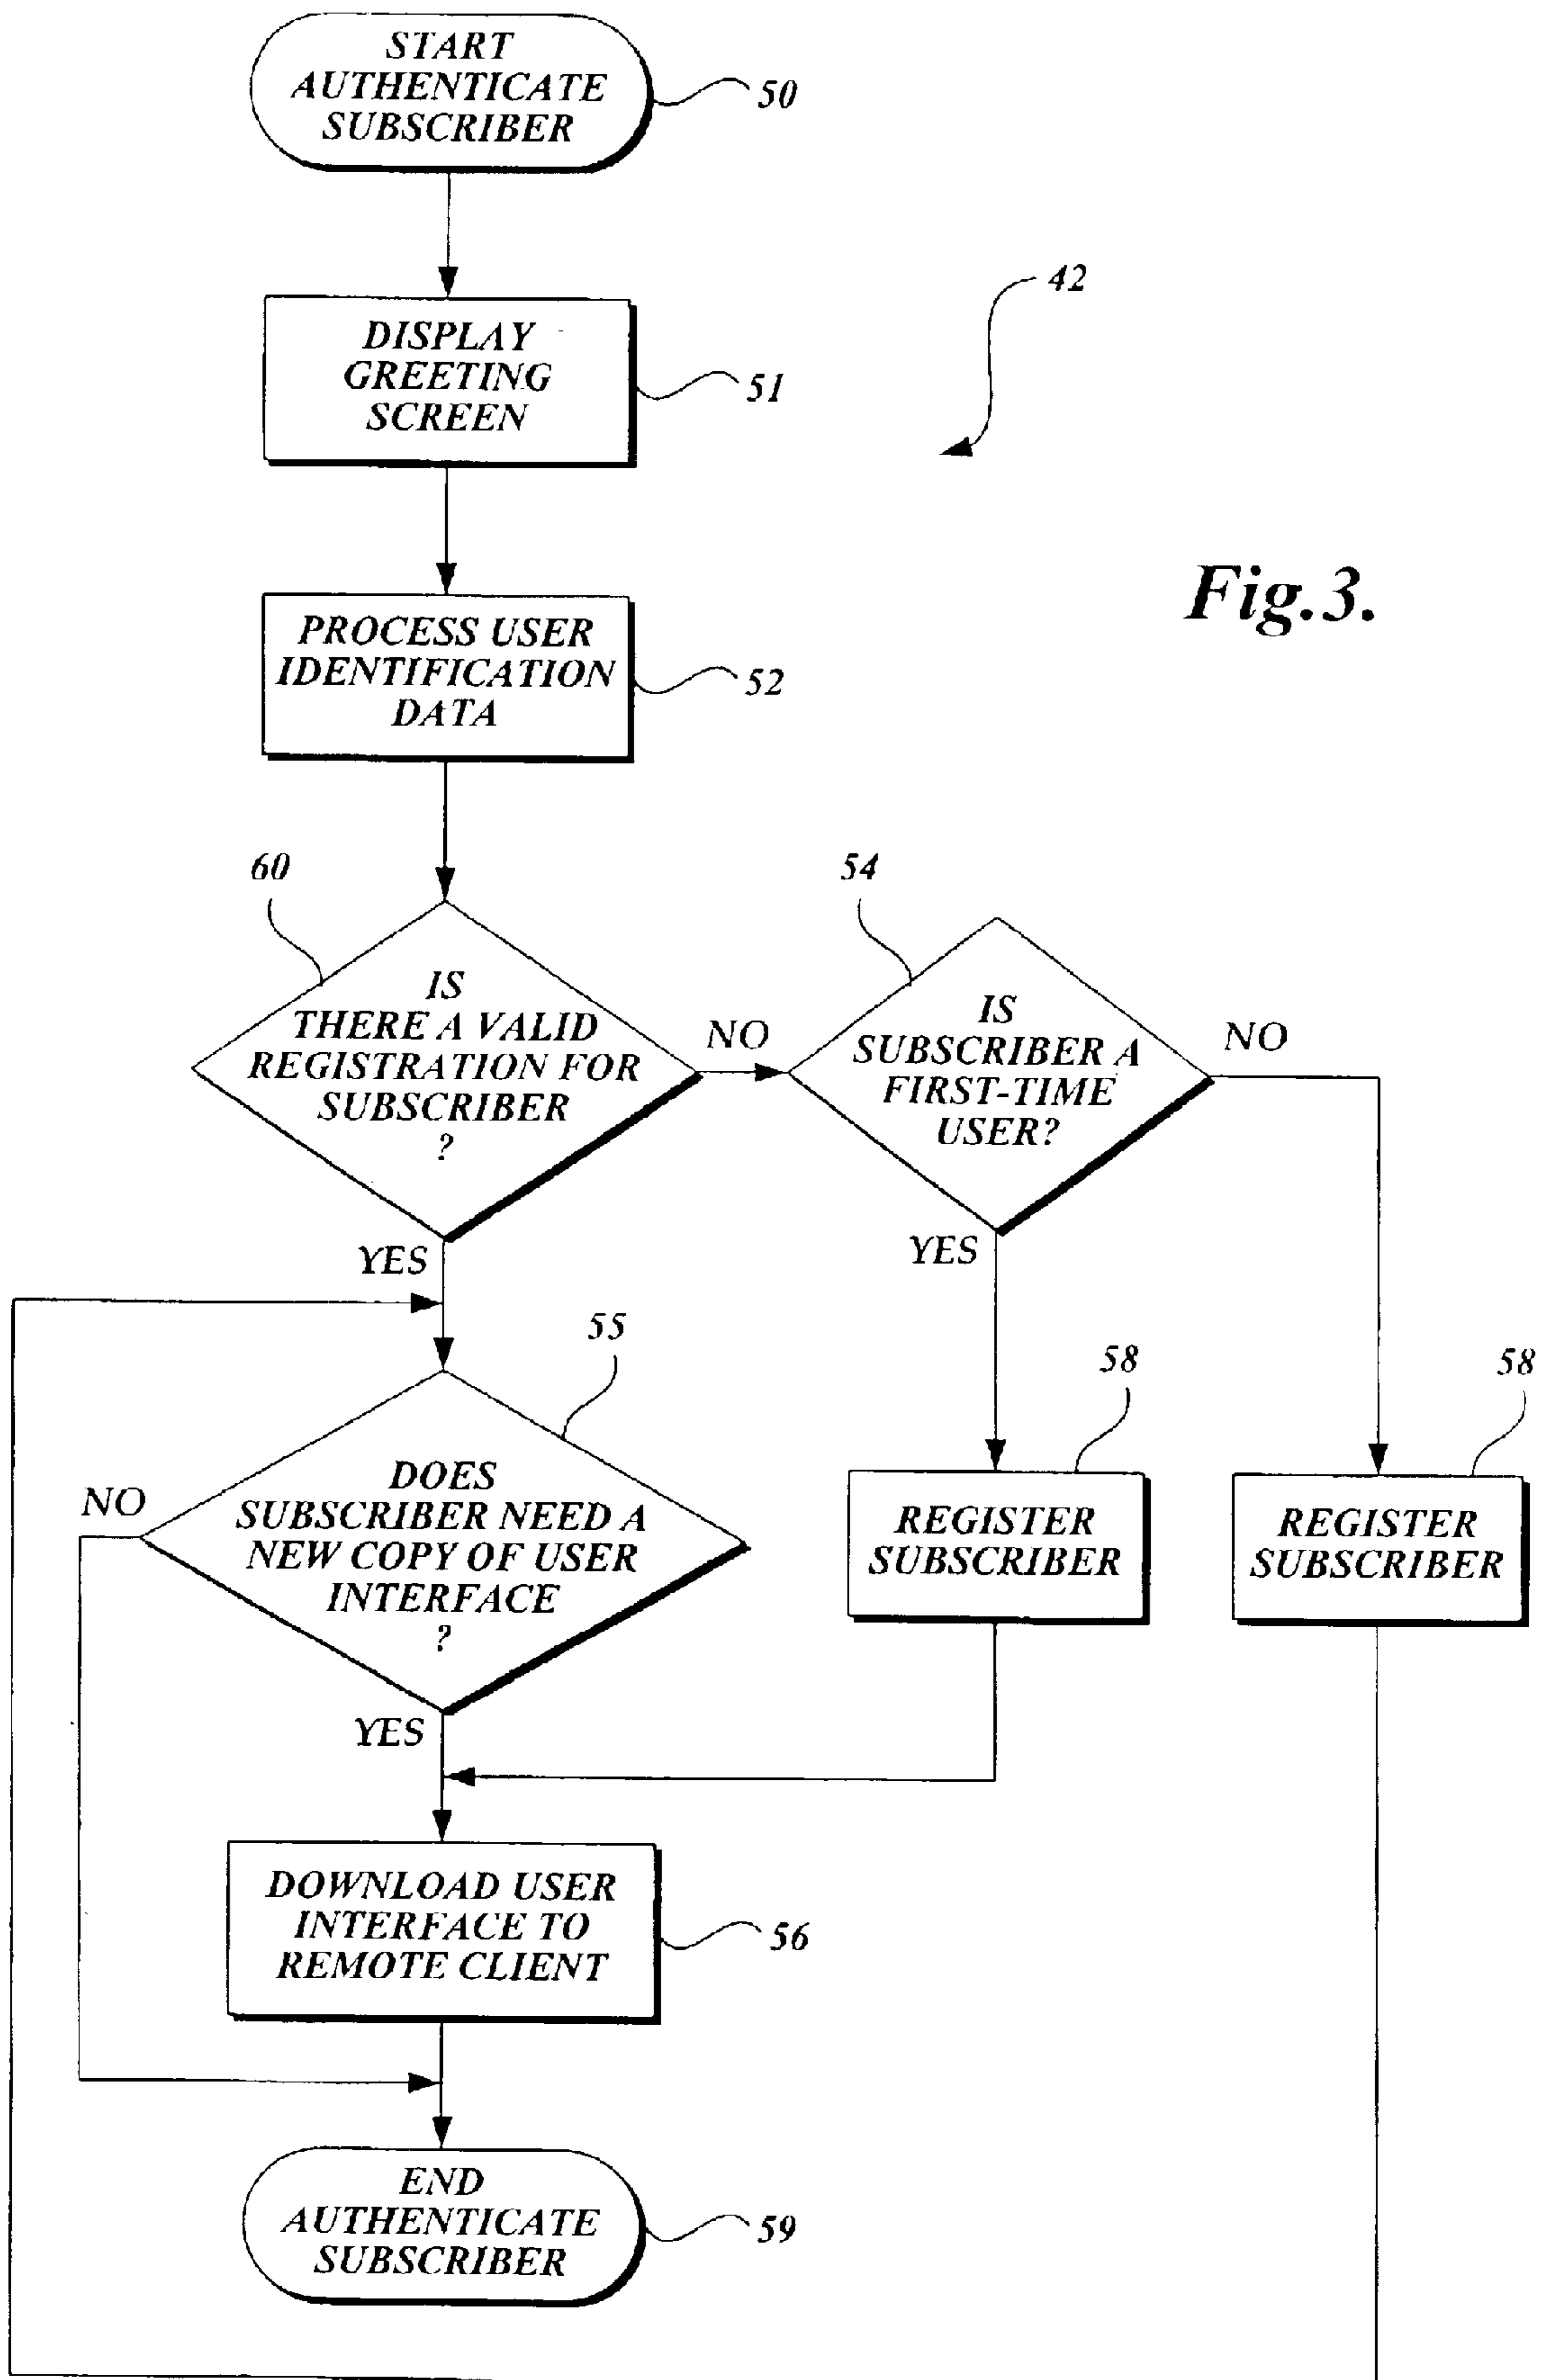 START
AUTHENTICATE
SUBSCRIBER
50
42
DISPLAY
GREETING
SCREEN
51
Fig.3.
PROCESS USER
IDENTIFICATION
DATA
52
60
54
IS
THERE A VALID
REGISTRATION FOR
SUBSCRIBER
?
NO
IS
SUBSCRIBER A
FIRST-TIME
USER?
NO
YES
YES
55
58
58
DOES
SUBSCRIBER NEED A
NEW COPY OF USER
INTERFACE
?
NO
REGISTER
SUBSCRIBER
REGISTER
SUBSCRIBER
YES
DOWNLOAD USER
INTERFACE TO
REMOTE CLIENT
56
END
AUTHENTICATE
SUBSCRIBER
59